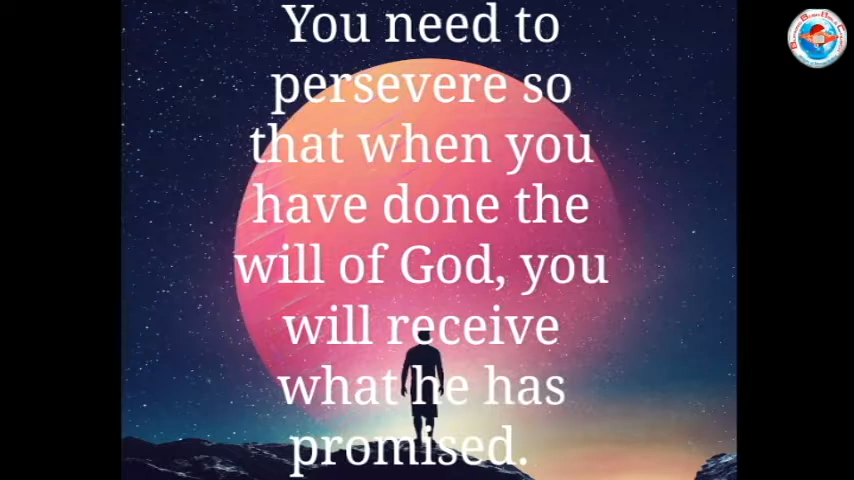 You need to
persevere so
that when you
have done the
will of God, you
will receive
what he has
promised.